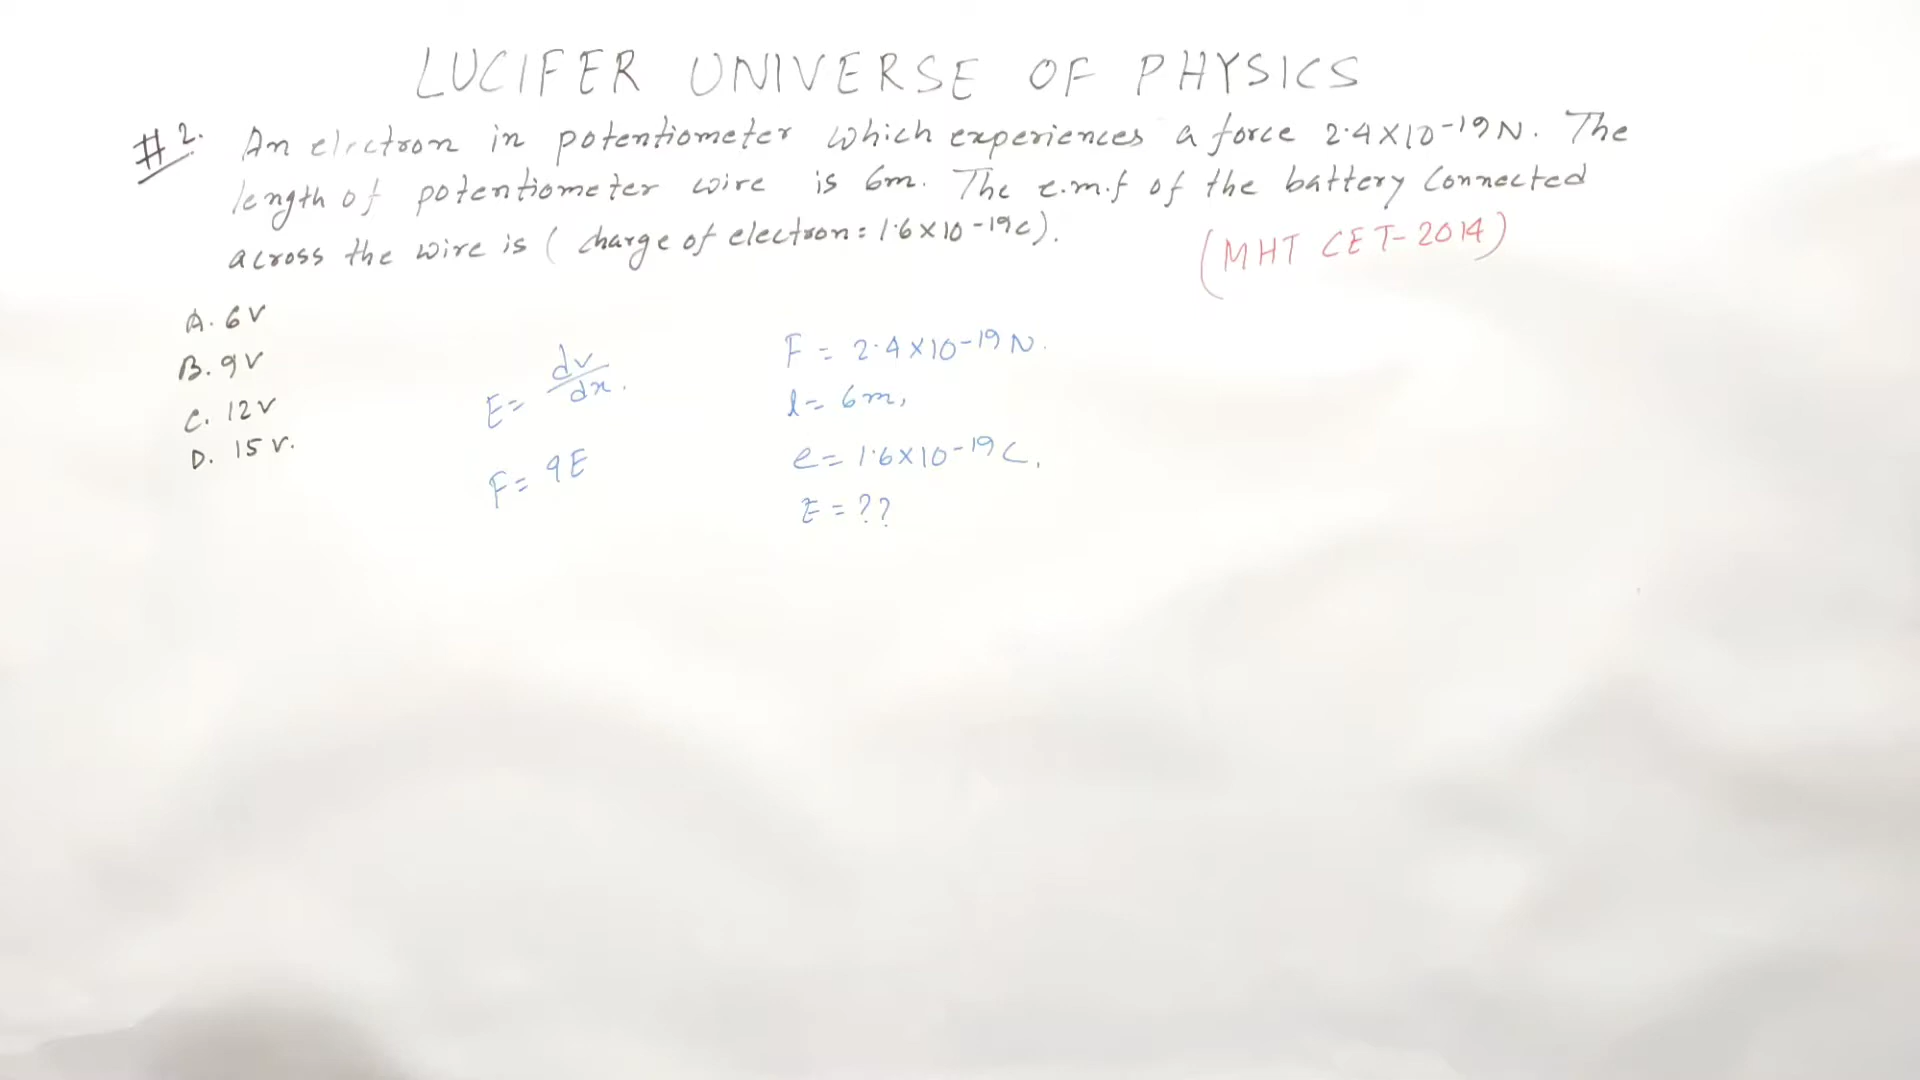 LUCIFER UNIVERSE OF PHYSICS
#2. An electron in potentiometer which experiences a force 2.4×10-19N. The
length of potentiometer wire is 6m. The e.m.f of the battery connected
across the wire is ( charge of electron = 1.6×10-19c).
(MHT CET-2014)
A. 6V
B. 9V
C. 12V
D. 15V.
E= dv/dx.
F= qE
F = 2.4×10-19N.
l= 6m,
e= 1.6×10-19C.
E = ??